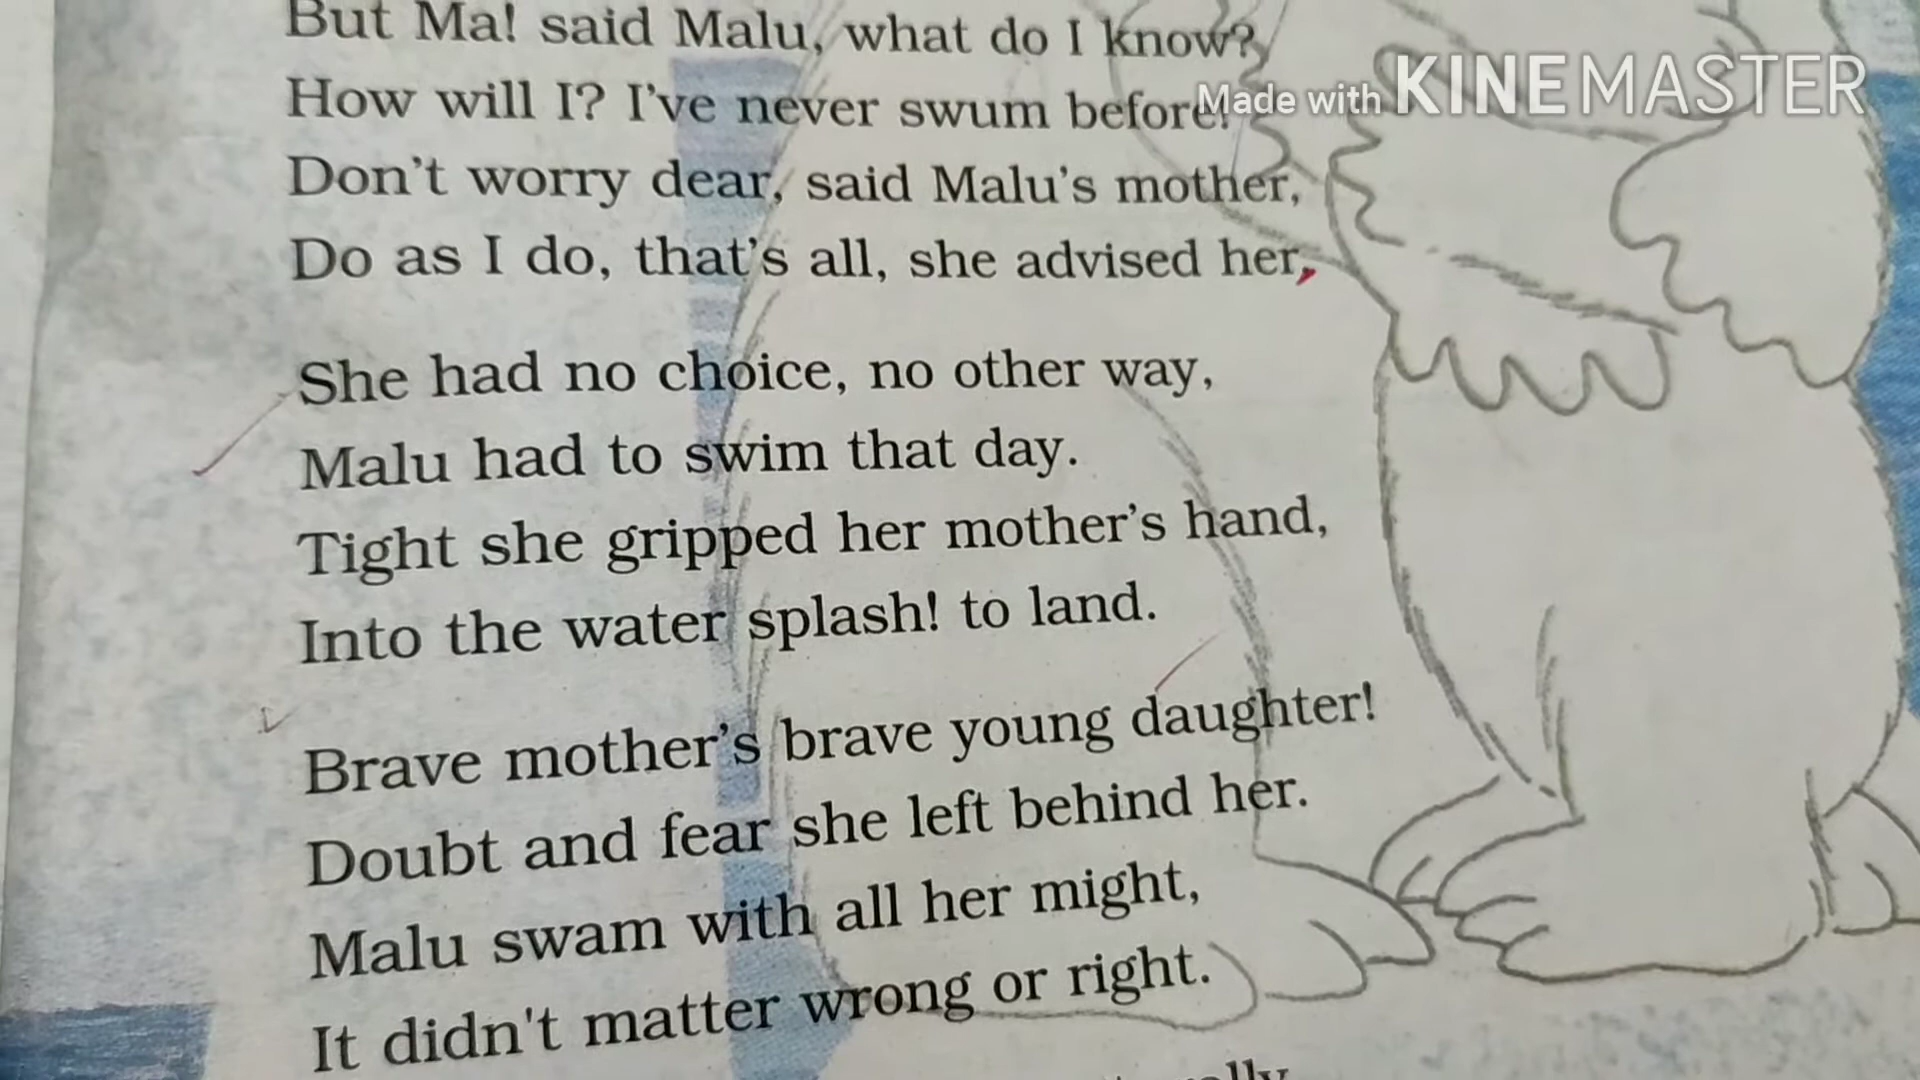 But Ma! said Malu, what do I know?
Made with KINEMASTER
How will I? I've never swum before!
Don't worry dear, said Malu's mother,
Do as I do, that's all, she advised her,
She had no choice, no other way,
Malu had to swim that day.
Tight she gripped her mother's hand,
Into the water splash! to land.
Brave mother's brave young daughter!
Doubt and fear she left behind her.
Malu swam with all her might,
It didn't matter wrong or right.